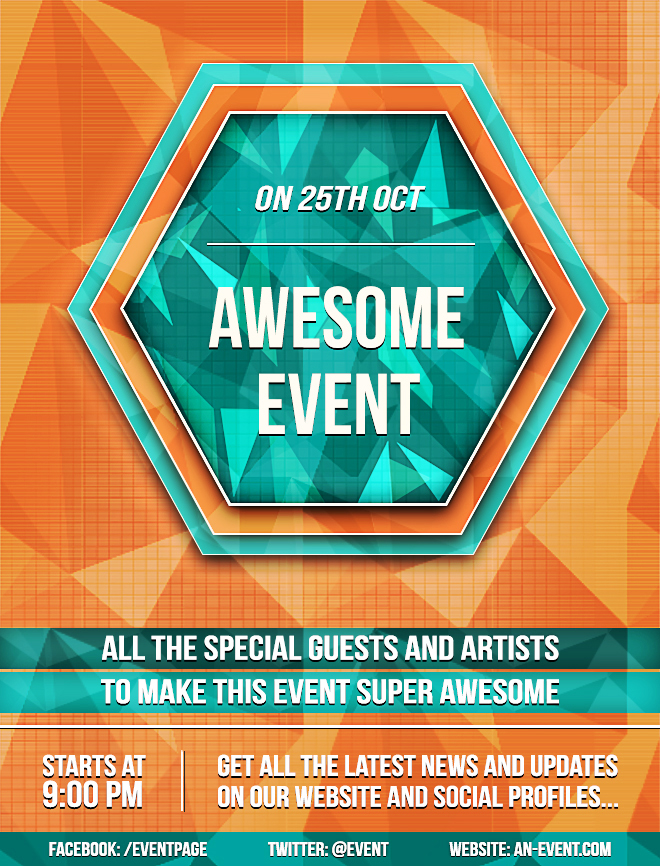 ON 25TH OCT
AWESOME
EVENT
ALL THE SPECIAL GUESTS AND ARTISTS
TO MAKE THIS EVENT SUPER AWESOME
STARTS AT
9:00 PM
GET ALL THE LATEST NEWS AND UPDATES
ON OUR WEBSITE AND SOCIAL PROFILES...
FACEBOOK: /EVENTPAGE TWITTER: @EVENT WEBSITE: AN-EVENT.COM